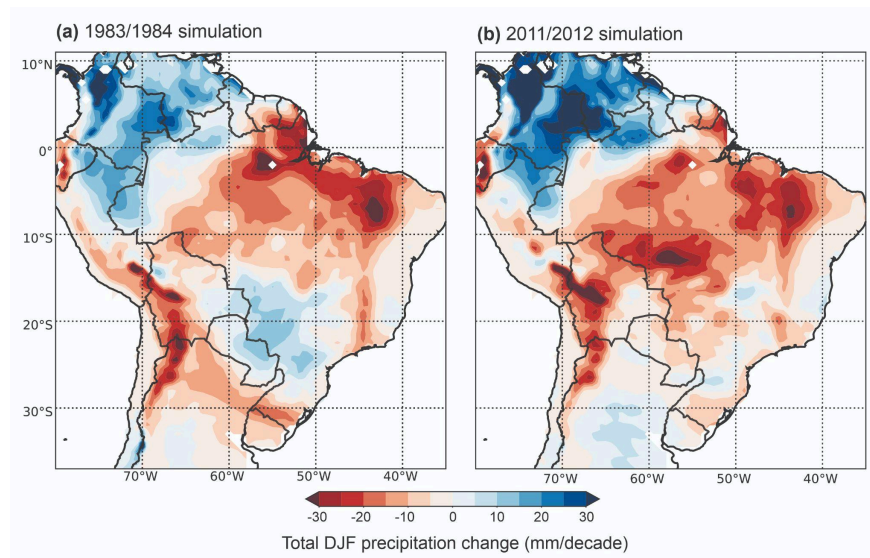 (a) 1983/1984 simulation
(b) 2011/2012 simulation
10°N
0°
10°S
20°S
30°S
70°W 60°W 50°W 40°W
70°W 60°W 50°W 40°W
-30 -20 -10 0 10 20 30
Total DJF precipitation change (mm/decade)